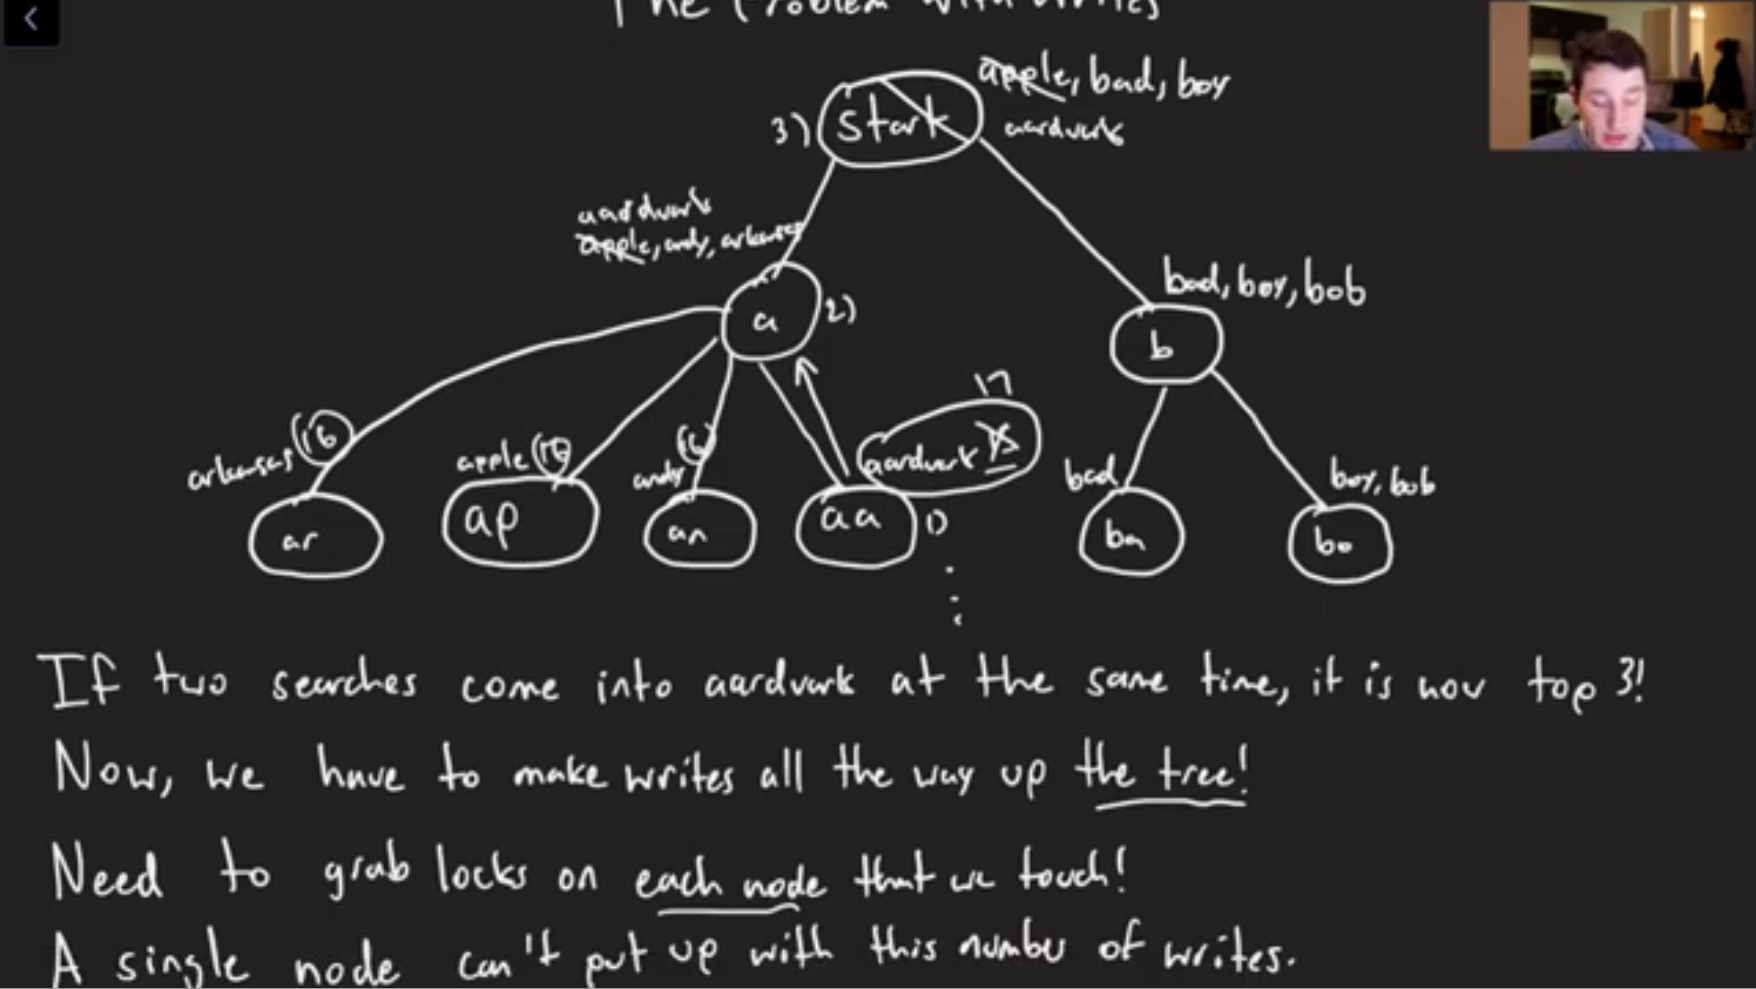 The Problem with Writes
apple, bad, boy
3) start
aardvark
aardvark
apple, andy, arkansas
a 2)
bad, boy, bob
b
17
arkansas 16
apple
andy
aardvark 15
bad
boy, bob
ar
ap
an
aa 1)
ba
bo
If two searches come into aardvark at the same time, it is now top 3!
Now, we have to make writes all the way up the tree!
Need to grab locks on each node that we touch!
A single node can't put up with this number of writes.